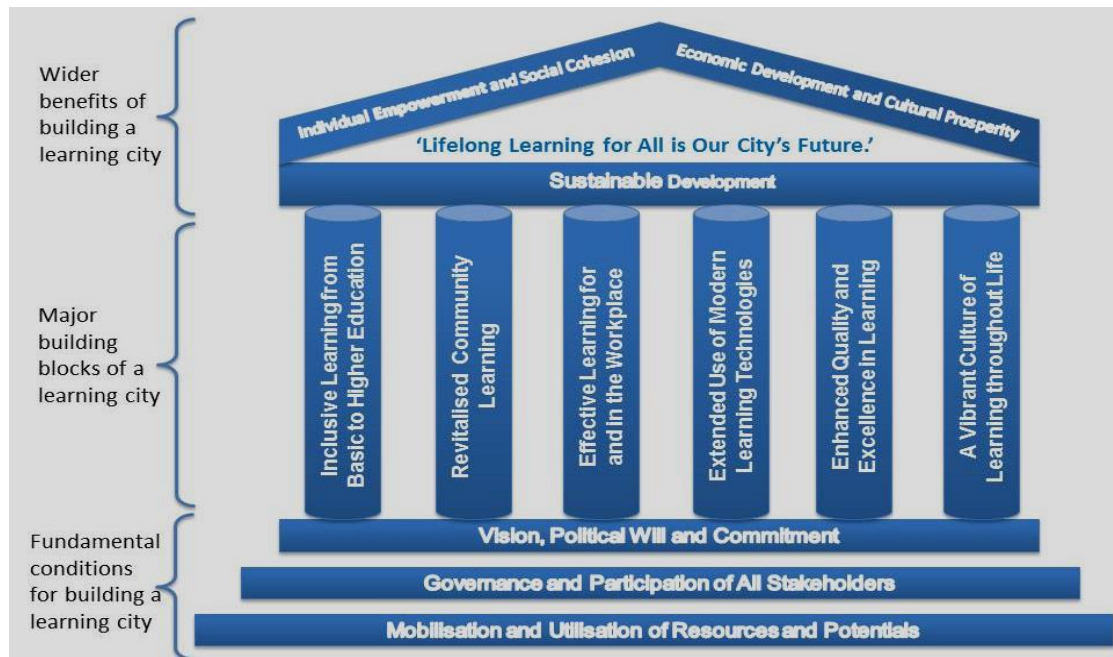 Wider
benefits of
building a
learning city
Individual Empowerment and Social Cohesion
Economic Development and Cultural Prosperity
‘Lifelong Learning for All is Our City’s Future.’
Sustainable Development
Major
building
blocks of a
learning city
Inclusive Learning from
Basic to Higher Education
Revitalised Community
Learning
Effective Learning for
and in the Workplace
Extended Use of Modern
Learning Technologies
Enhanced Quality and
Excellence in Learning
A Vibrant Culture of
Learning throughout Life
Fundamental
conditions
for building a
learning city
Vision, Political Will and Commitment
Governance and Participation of All Stakeholders
Mobilisation and Utilisation of Resources and Potentials